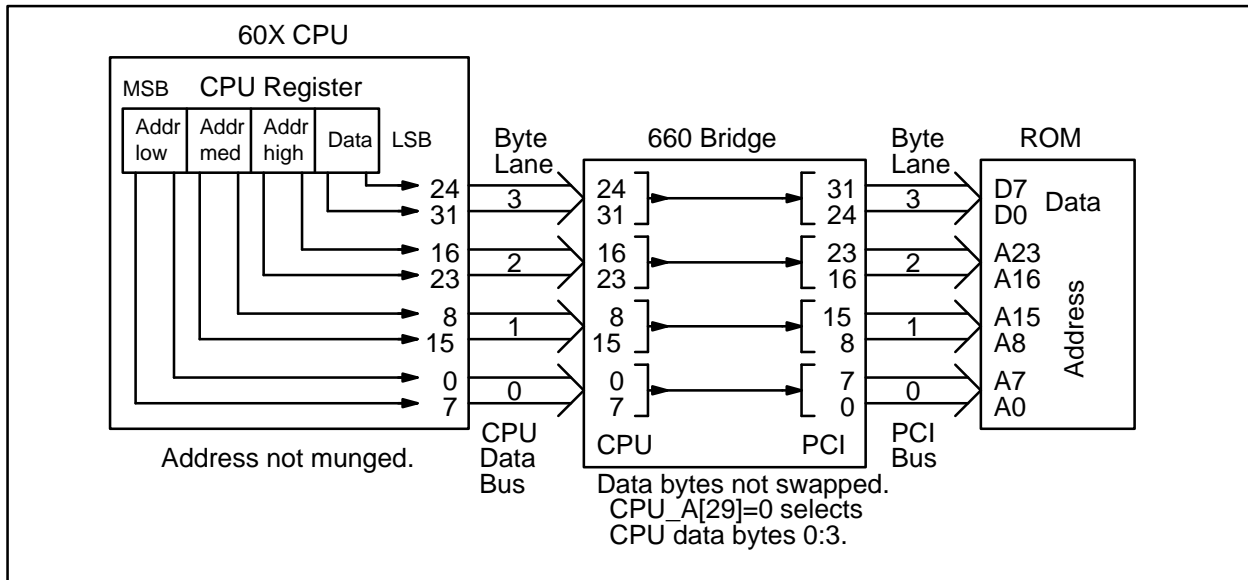 60X CPU
MSB
CPU Register
Addr low
Addr med
Addr high
Data
LSB
24
31
16
23
8
15
0
7
Address not munged.
Byte
Lane
3
2
1
0
CPU
Data
Bus
660 Bridge
24
31
16
23
8
15
0
7
CPU
31
24
23
16
15
8
7
0
PCI
Data bytes not swapped.
CPU_A[29]=0 selects
CPU data bytes 0:3.
Byte
Lane
3
2
1
0
PCI
Bus
ROM
D7
D0
Data
A23
A16
A15
A8
A7
A0
Address